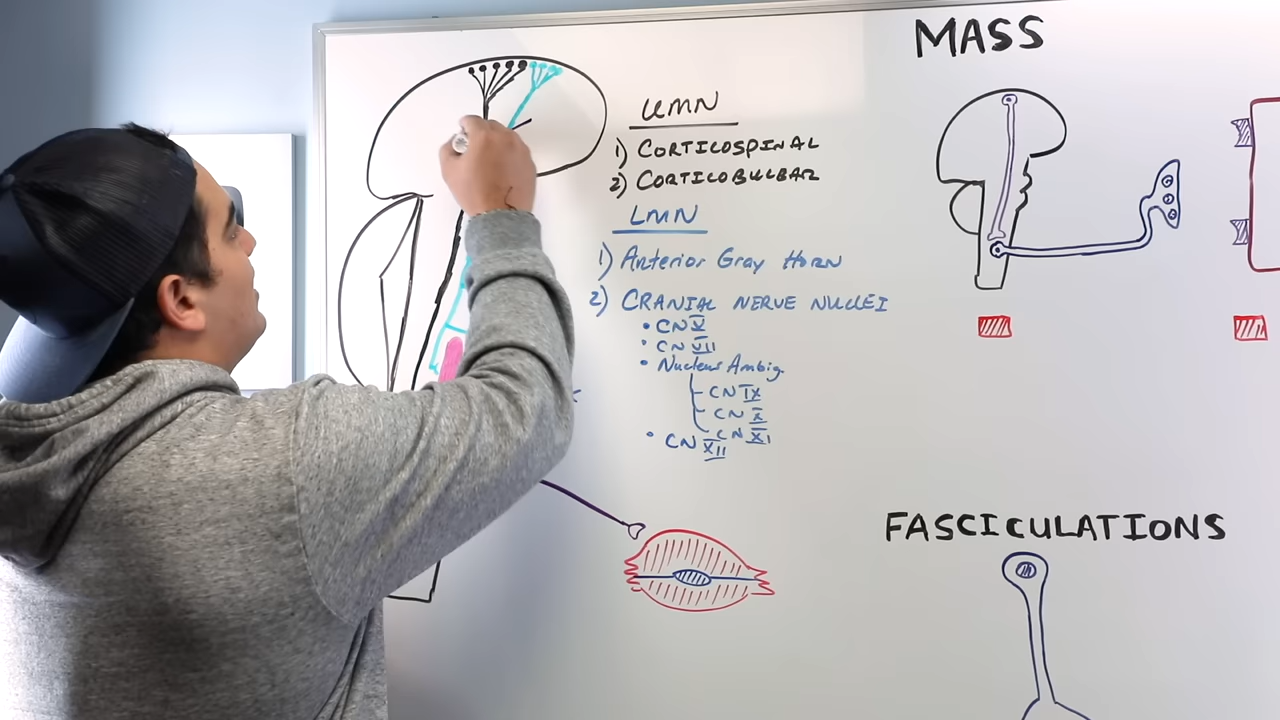 UMN
1) CORTICOSPINAL
2) CORTICOBULBAR
LMN
1) Anterior Gray HORN
2) CRANIAL NERVE NUCLEI
• CN V
• CN VII
• Nucleus Ambig.
CN IX
CN X
CN XI
• CN XII
MASS
FASCICULATIONS